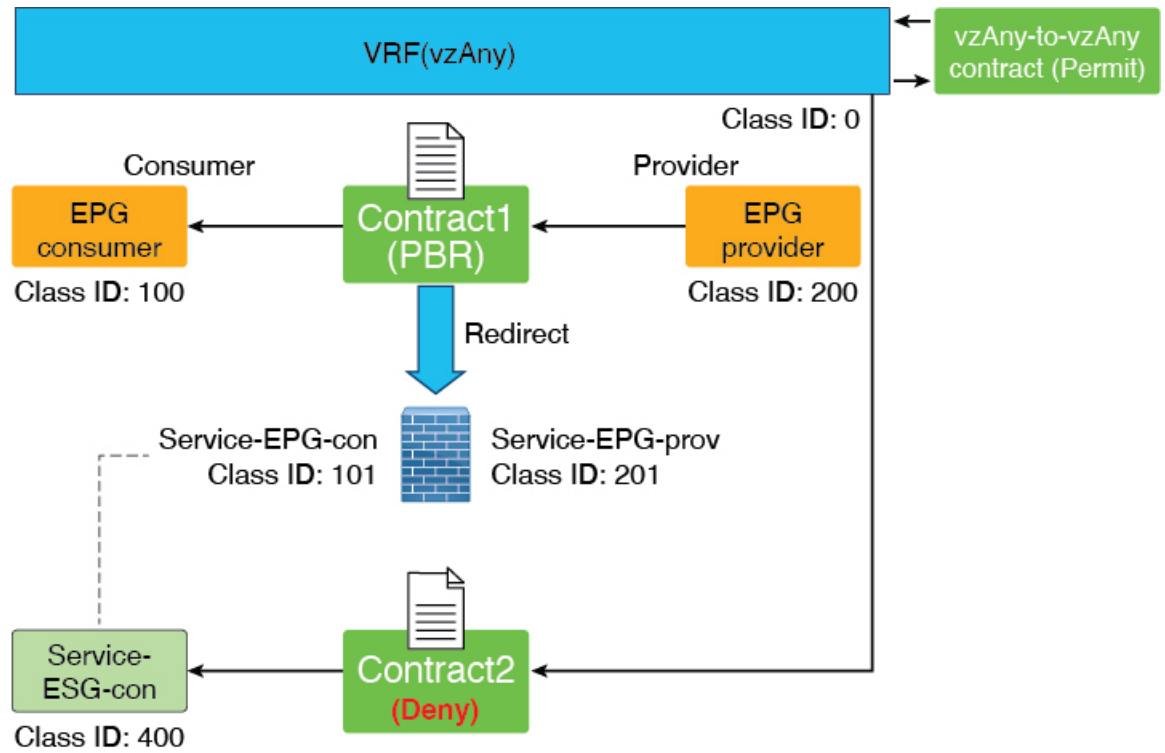 VRF(vzAny)
vzAny-to-vzAny
contract (Permit)
Class ID: 0
Consumer
Provider
EPG
consumer
Contract1
(PBR)
EPG
provider
Class ID: 100
Class ID: 200
Redirect
Service-EPG-con
Class ID: 101
Service-EPG-prov
Class ID: 201
Service-
ESG-con
Contract2
(Deny)
Class ID: 400